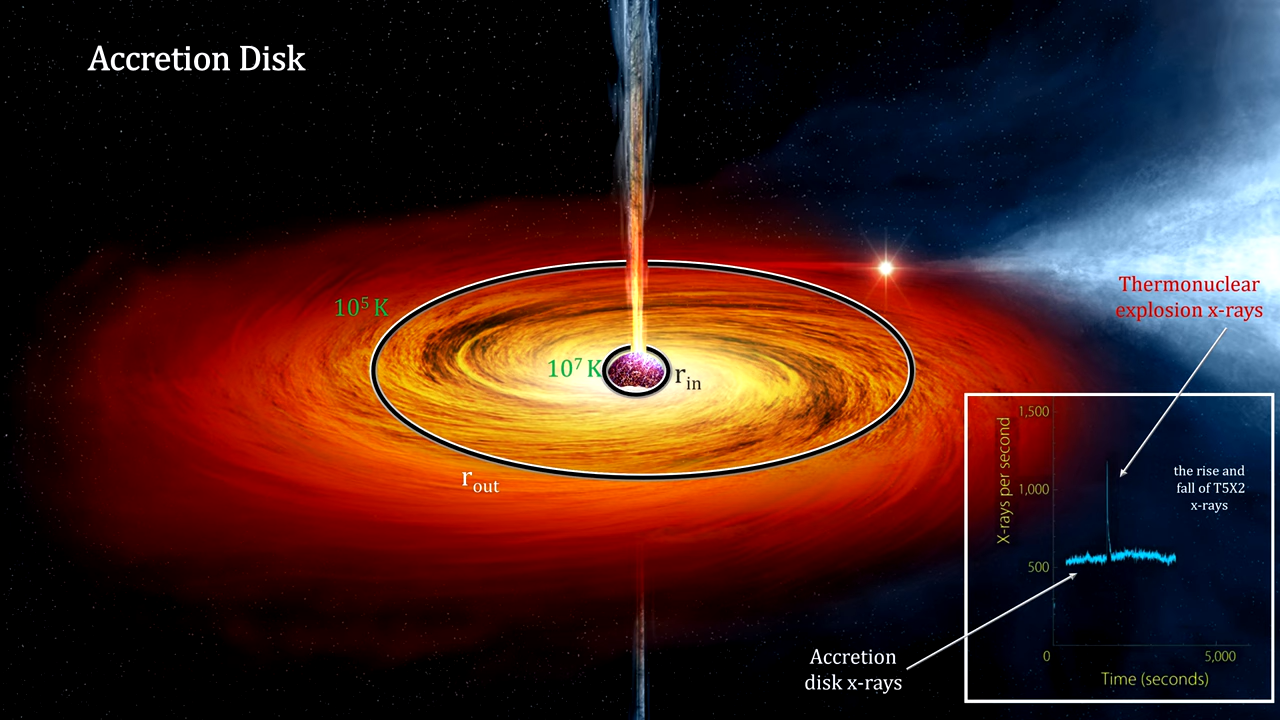 Accretion Disk
10⁵ K
10⁷ K
r_in
r_out
Thermonuclear
explosion x-rays
1,500
1,000
500
X-rays per second
the rise and
fall of T5X2
x-rays
0
5,000
Time (seconds)
Accretion
disk x-rays